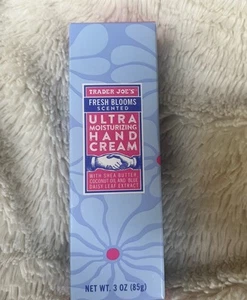 TRADER JOE'S
FRESH BLOOMS
SCENTED
ULTRA
MOISTURIZING
HAND
CREAM
WITH SHEA BUTTER,
COCONUT OIL AND BLUE
DAISY LEAF EXTRACT
NET WT. 3 OZ (85g)